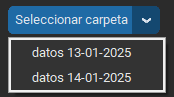 Seleccionar carpeta
datos 13-01-2025
datos 14-01-2025